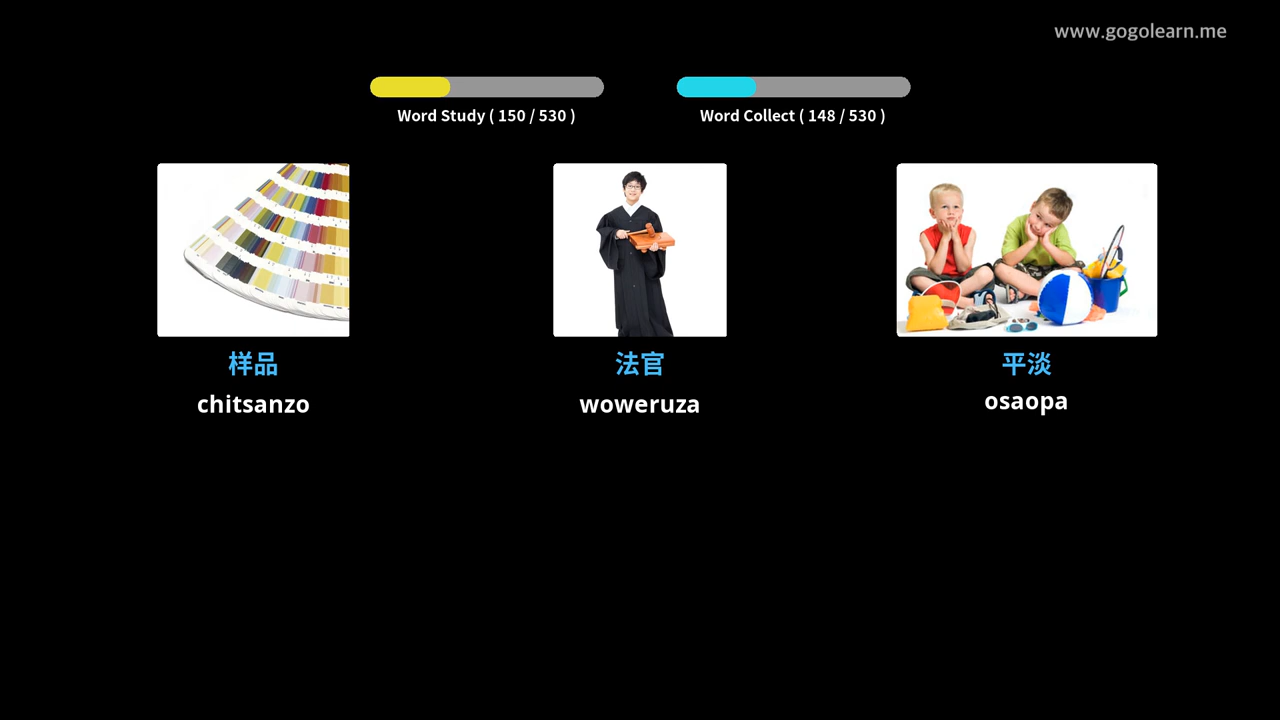 www.gogolearn.me
Word Study ( 150 / 530 )
Word Collect ( 148 / 530 )
样品
法官
平淡
chitsanzo
woweruza
osaopa